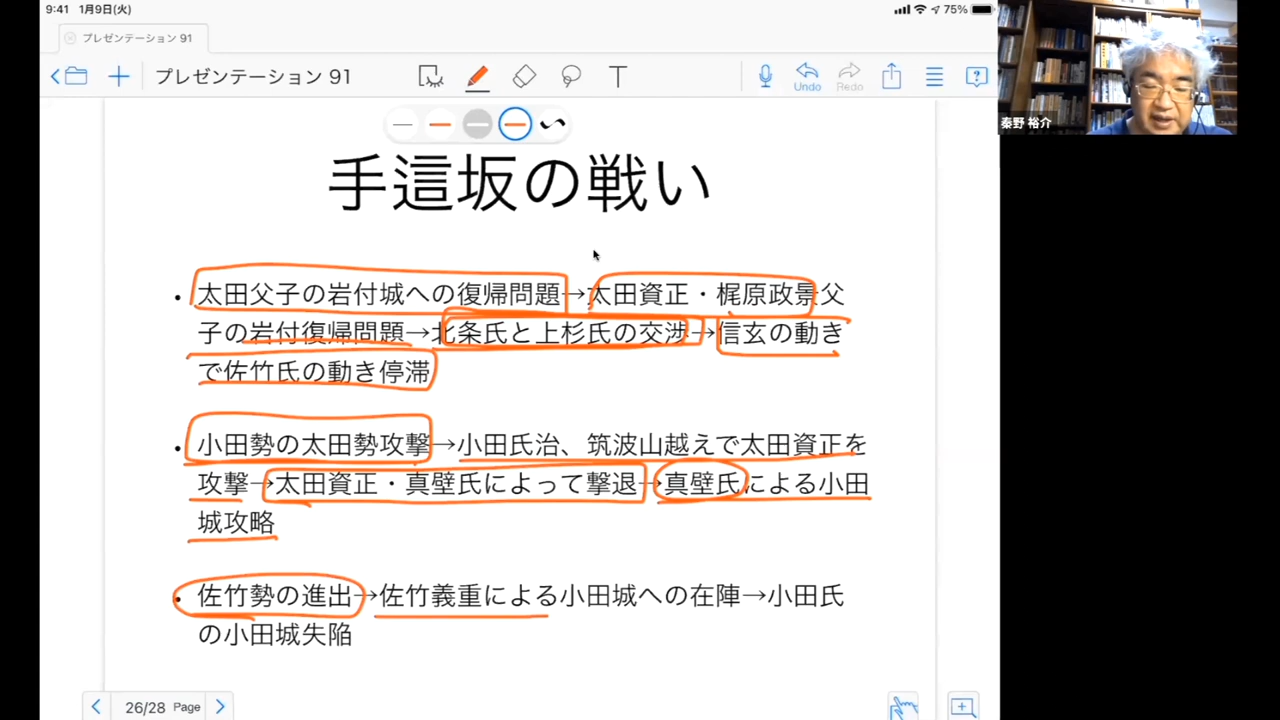 9:41 1月9日(火)
75%
プレゼンテーション 91
プレゼンテーション 91
Undo
Redo
秦野 裕介
手這坂の戦い
• 太田父子の岩付城への復帰問題→太田資正・梶原政景父
子の岩付復帰問題→北条氏と上杉氏の交渉→信玄の動き
で佐竹氏の動き停滞
• 小田勢の太田勢攻撃→小田氏治、筑波山越えで太田資正を
攻撃→太田資正・真壁氏によって撃退→真壁氏による小田
城攻略
• 佐竹勢の進出→佐竹義重による小田城への在陣→小田氏
の小田城失陥
26/28 Page